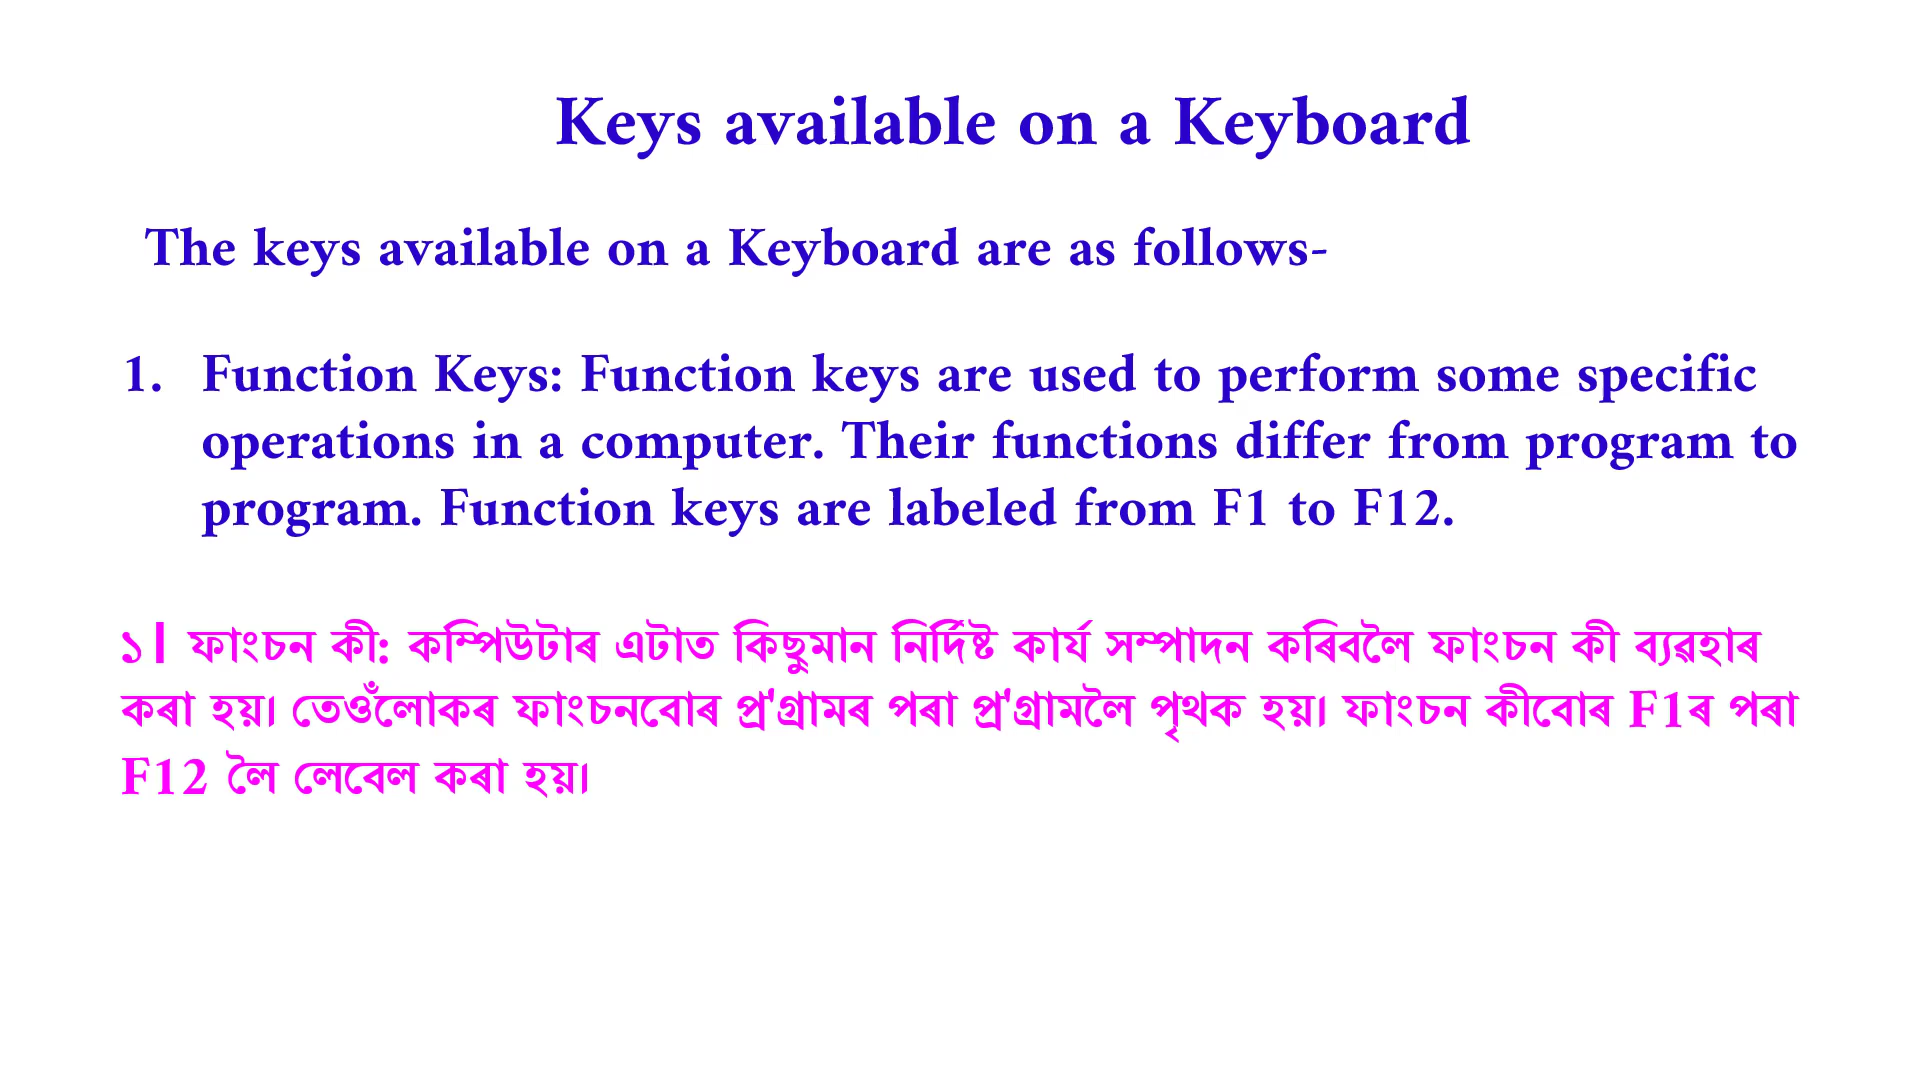 Keys available on a Keyboard
The keys available on a Keyboard are as follows-
1. Function Keys: Function keys are used to perform some specific
operations in a computer. Their functions differ from program to
program. Function keys are labeled from F1 to F12.
১| ফাংচন কী: কম্পিউটাৰ এটাত কিছুমান নিৰ্দিষ্ট কাৰ্য সম্পাদন কৰিবলৈ ফাংচন কী ব্যৱহাৰ
কৰা হয়। তেওঁলোকৰ ফাংচনবোৰ প্ৰ'গ্ৰামৰ পৰা প্ৰ'গ্ৰামলৈ পৃথক হয়। ফাংচন কীবোৰ F1ৰ পৰা
F12 লৈ লেবেল কৰা হয়।